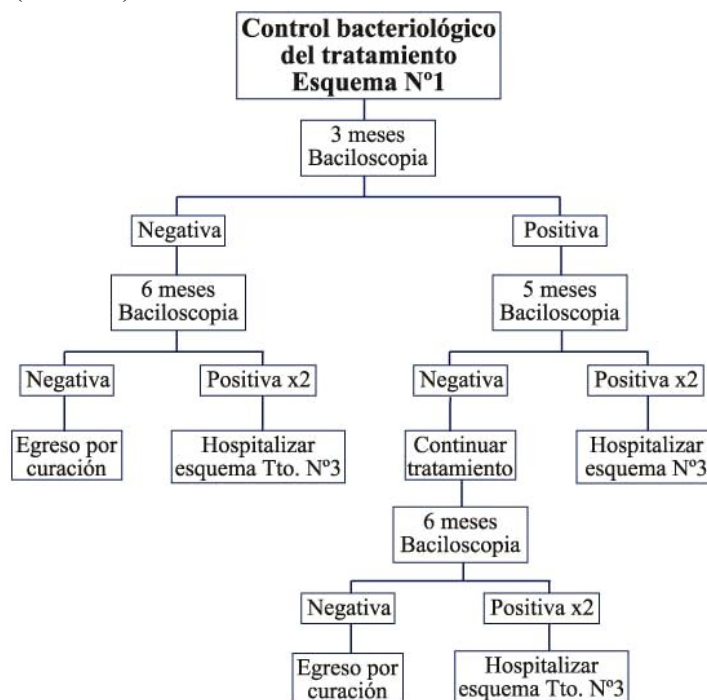 Control bacteriológico
del tratamiento
Esquema Nº1
3 meses
Baciloscopia
Negativa
Positiva
6 meses
Baciloscopia
5 meses
Baciloscopia
Negativa
Positiva x2
Negativa
Positiva x2
Egreso por
curación
Hospitalizar
esquema Tto. Nº3
Continuar
tratamiento
Hospitalizar
esquema Nº3
6 meses
Baciloscopia
Negativa
Positiva x2
Egreso por
curación
Hospitalizar
esquema Tto. Nº3